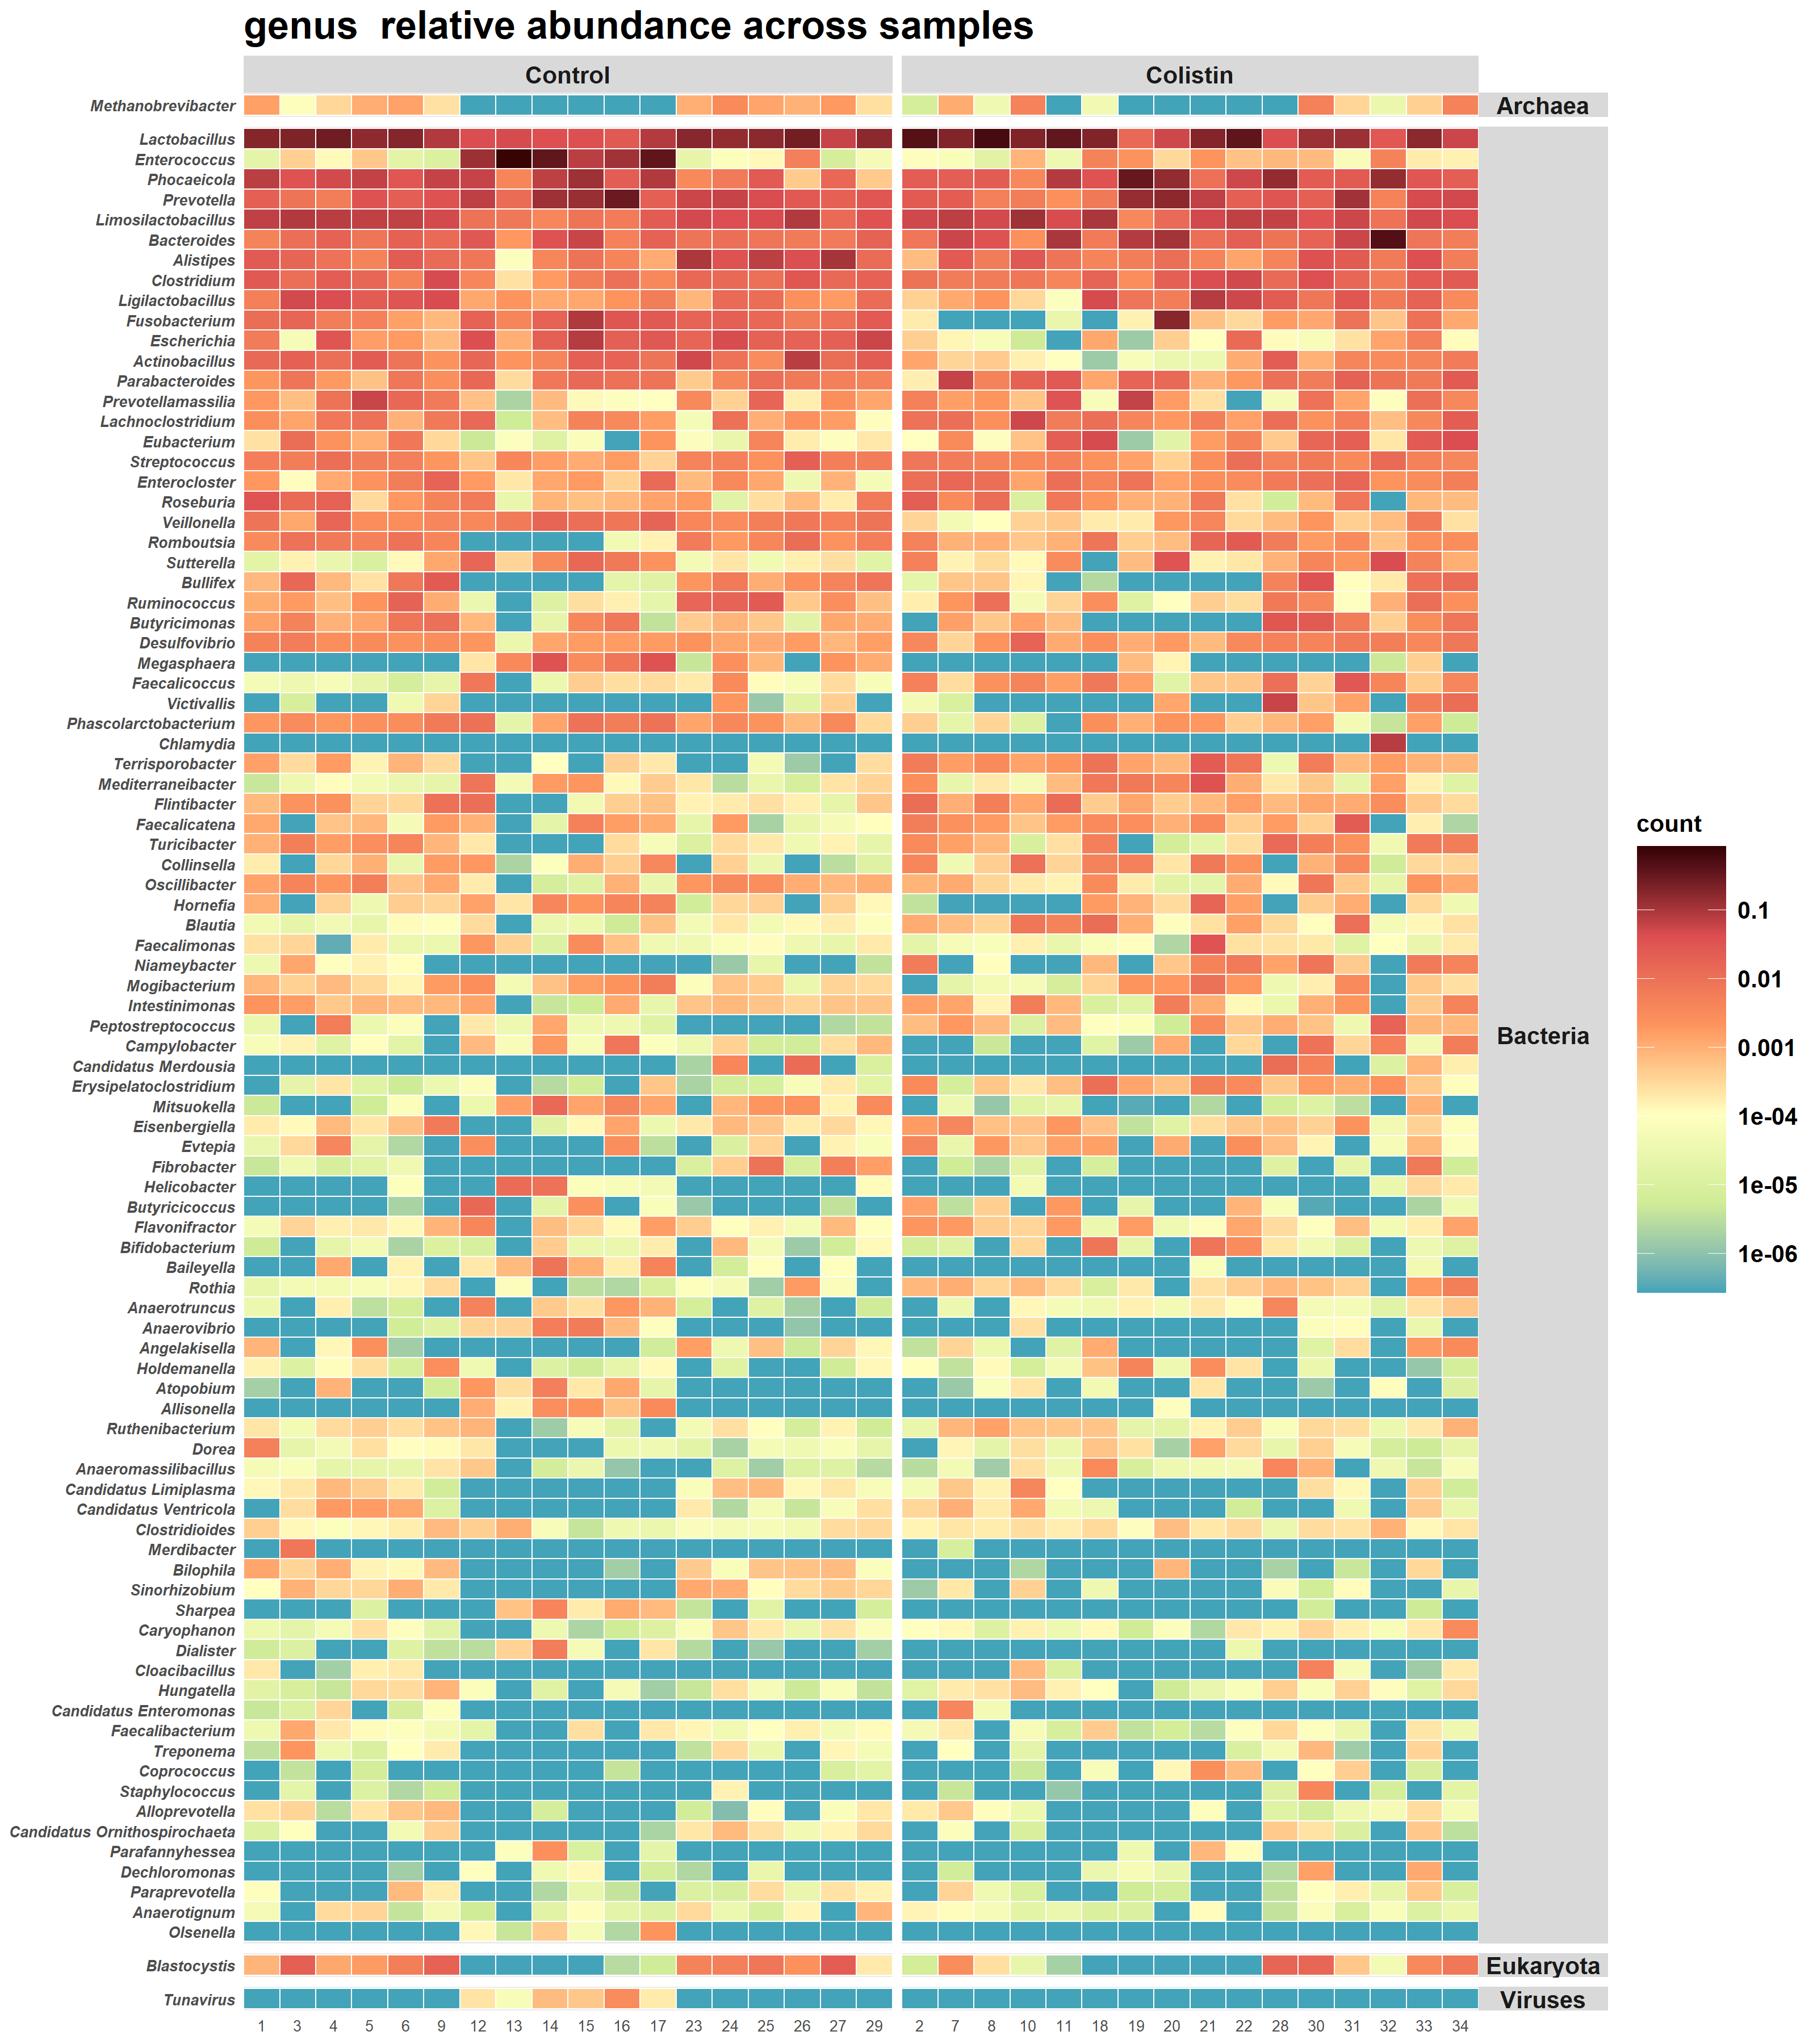 genus  relative abundance across samples
Control
Colistin
Methanobrevibacter
Archaea
Lactobacillus
Enterococcus
Phocaeicola
Prevotella
Limosilactobacillus
Bacteroides
Alistipes
Clostridium
Ligilactobacillus
Fusobacterium
Escherichia
Actinobacillus
Parabacteroides
Prevotellamassilia
Lachnoclostridium
Eubacterium
Streptococcus
Enterocloster
Roseburia
Veillonella
Romboutsia
Sutterella
Bullifex
Ruminococcus
Butyricimonas
Desulfovibrio
Megasphaera
Faecalicoccus
Victivallis
Phascolarctobacterium
Chlamydia
Terrisporobacter
Mediterraneibacter
Flintibacter
Faecalicatena
Turicibacter
Collinsella
Oscillibacter
Hornefia
Blautia
Faecalimonas
Niameybacter
Mogibacterium
Intestinimonas
Peptostreptococcus
Campylobacter
Candidatus Merdousia
Erysipelatoclostridium
Mitsuokella
Eisenbergiella
Evtepia
Fibrobacter
Helicobacter
Butyricicoccus
Flavonifractor
Bifidobacterium
Baileyella
Rothia
Anaerotruncus
Anaerovibrio
Angelakisella
Holdemanella
Atopobium
Allisonella
Ruthenibacterium
Dorea
Anaeromassilibacillus
Candidatus Limiplasma
Candidatus Ventricola
Clostridioides
Merdibacter
Bilophila
Sinorhizobium
Sharpea
Caryophanon
Dialister
Cloacibacillus
Hungatella
Candidatus Enteromonas
Faecalibacterium
Treponema
Coprococcus
Staphylococcus
Alloprevotella
Candidatus Ornithospirochaeta
Parafannyhessea
Dechloromonas
Paraprevotella
Anaerotignum
Olsenella
Bacteria
Blastocystis
Eukaryota
Tunavirus
Viruses
1 3 4 5 6 9 12 13 14 15 16 17 23 24 25 26 27 29 2 7 8 10 11 18 19 20 21 22 28 30 31 32 33 34
count
0.1
0.01
0.001
1e-04
1e-05
1e-06